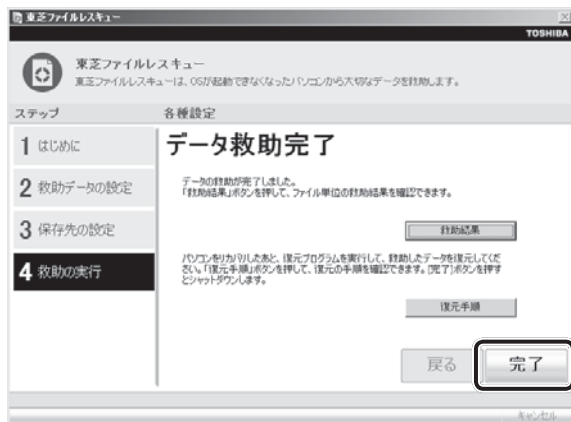 東芝ファイルレスキュー
TOSHIBA
東芝ファイルレスキュー
東芝ファイルレスキューは、OSが起動できなくなったパソコンから大切なデータを救助します。
ステップ
各種設定
1 はじめに
2 救助データの設定
3 保存先の設定
4 救助の実行
データ救助完了
データの救助が完了しました。
「救助結果」ボタンを押して、ファイル単位の救助結果を確認できます。
救助結果
パソコンをリカバリしたあと、復元プログラムを実行して、救助したデータを復元してくだ
さい。「復元手順」ボタンを押して、復元の手順を確認できます。[完了]ボタンを押す
とシャットダウンします。
復元手順
戻る
完了
キャンセル